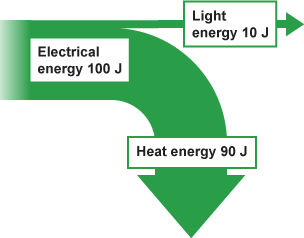 Light
energy 10 J
Electrical
energy 100 J
Heat energy 90 J